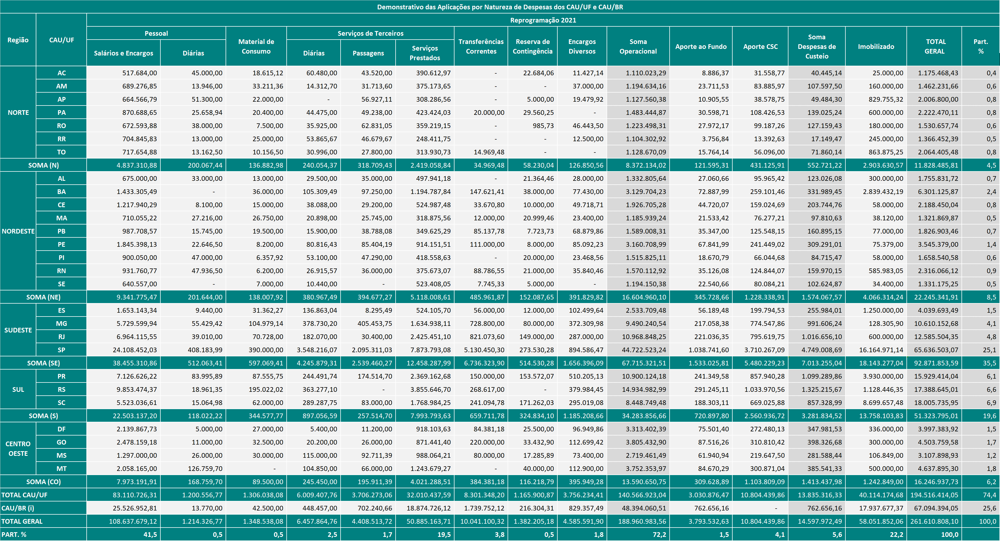 Demonstrativo das Aplicações por Natureza de Despesas dos CAU/UF e CAU/BR
Região CAU/UF Reprogramação 2021
Pessoal Material de Consumo Serviços de Terceiros Transferências Correntes Reserva de Contingência Encargos Diversos Soma Operacional Aporte ao Fundo Aporte CSC Soma Despesas de Custeio Imobilizado TOTAL GERAL Part. %
Salários e Encargos Diárias Diárias Passagens Serviços Prestados
NORTE
AC 517.684,00 45.000,00 18.615,12 60.480,00 43.520,00 390.612,97 - 22.684,06 11.427,14 1.110.023,29 8.886,37 31.558,77 40.445,14 25.000,00 1.175.468,43 0,4
AM 689.276,85 13.946,00 33.211,36 14.312,70 31.713,60 375.173,65 - - 37.000,00 1.194.634,16 23.711,53 83.885,97 107.597,50 160.000,00 1.462.231,66 0,6
AP 664.566,79 51.300,00 22.000,00 - 56.927,11 308.286,56 - 5.000,00 19.479,92 1.127.560,38 10.905,55 38.578,75 49.484,30 829.755,32 2.006.800,00 0,8
PA 870.688,65 25.658,94 20.400,00 44.475,00 49.238,00 423.424,03 20.000,00 29.560,25 - 1.483.444,87 30.598,71 108.426,53 139.025,24 600.000,00 2.222.470,11 0,8
RO 672.593,88 38.000,00 7.500,00 35.925,00 62.831,05 359.219,15 - 985,73 46.443,50 1.223.498,31 27.972,17 99.187,26 127.159,43 180.000,00 1.530.657,74 0,6
RR 704.845,83 13.000,00 25.000,00 53.865,67 46.679,67 248.411,75 - - 12.500,00 1.104.302,92 3.756,84 13.392,63 17.149,47 245.000,00 1.366.452,39 0,5
TO 717.654,88 13.162,50 10.156,50 30.996,00 27.800,00 313.930,73 14.969,48 - - 1.128.670,09 15.764,14 56.096,00 71.860,14 863.875,25 2.064.405,48 0,8
SOMA (N) 4.837.310,88 200.067,44 136.882,98 240.054,37 318.709,43 2.419.058,84 34.969,48 58.230,04 126.850,56 8.372.134,02 121.595,31 431.125,91 552.721,22 2.903.630,57 11.828.485,81 4,5
NORDESTE
AL 675.000,00 33.000,00 13.000,00 29.500,00 35.000,00 497.941,18 - 21.364,46 28.000,00 1.332.805,64 27.060,66 95.965,42 123.026,08 300.000,00 1.755.831,72 0,7
BA 1.433.305,49 - 36.000,00 105.309,49 97.250,00 1.194.787,84 147.621,41 38.000,00 77.430,00 3.129.704,23 72.887,99 259.101,46 331.989,45 2.839.432,19 6.301.125,87 2,4
CE 1.217.940,29 8.100,00 15.000,00 38.088,00 29.200,00 524.987,48 33.670,80 10.000,00 49.718,71 1.926.705,28 44.720,07 159.024,69 203.744,76 58.000,00 2.188.450,04 0,8
MA 710.055,22 27.216,00 26.750,00 20.898,00 25.745,00 318.875,56 12.000,00 20.999,46 23.400,00 1.185.939,24 21.533,42 76.277,21 97.810,63 38.120,00 1.321.869,87 0,5
PB 987.708,57 15.745,00 19.500,00 15.900,00 38.788,08 349.625,29 85.137,78 7.723,73 68.879,86 1.589.008,31 35.347,00 125.548,15 160.895,15 77.000,00 1.826.903,46 0,7
PE 1.845.398,13 22.646,50 8.200,00 80.816,43 85.404,19 914.151,51 111.000,00 8.000,00 85.092,23 3.160.708,99 67.841,99 241.449,02 309.291,01 75.379,00 3.545.379,00 1,4
PI 900.050,00 47.000,00 6.357,92 53.100,00 47.290,00 418.558,63 - 20.000,00 23.468,56 1.515.825,11 18.670,79 66.044,68 84.715,47 58.000,00 1.658.540,58 0,6
RN 931.760,77 47.936,50 6.200,00 26.915,57 36.000,00 375.673,07 88.786,55 21.000,00 35.840,46 1.570.112,92 35.126,08 124.844,07 159.970,15 585.983,05 2.316.066,12 0,9
SE 640.557,00 - 7.000,00 10.440,00 - 523.408,05 7.745,33 5.000,00 - 1.194.150,38 22.540,66 80.084,21 102.624,87 34.400,00 1.331.175,25 0,5
SOMA (NE) 9.341.775,47 201.644,00 138.007,92 380.967,49 394.677,27 5.118.008,61 485.961,87 152.087,65 391.829,82 16.604.960,10 345.728,66 1.228.338,91 1.574.067,57 4.066.314,24 22.245.341,91 8,5
SUDESTE
ES 1.653.143,34 9.440,00 31.362,27 136.863,04 8.295,49 524.105,70 56.000,00 12.000,00 102.499,64 2.533.709,48 56.189,48 199.794,53 255.984,01 1.250.000,00 4.039.693,49 1,5
MG 5.729.599,94 55.429,42 104.979,14 378.730,20 405.453,75 1.634.938,11 728.800,00 80.000,00 372.309,98 9.490.240,54 217.058,38 774.547,86 991.606,24 128.305,90 10.610.152,68 4,1
RJ 6.964.115,55 39.010,00 70.728,00 182.070,00 30.400,00 2.425.451,10 821.073,60 149.000,00 287.000,00 10.968.848,25 221.036,35 795.619,75 1.016.656,10 600.000,00 12.585.504,35 4,8
SP 24.108.452,03 408.183,99 390.000,00 3.548.216,07 2.095.311,03 7.873.793,08 5.130.450,30 273.530,28 894.586,47 44.722.523,24 1.038.741,60 3.710.267,09 4.749.008,69 16.164.971,14 65.636.503,07 25,1
SOMA (SE) 38.455.310,86 512.063,41 597.069,41 4.245.879,31 2.539.460,27 12.458.287,99 6.736.323,90 514.530,28 1.656.396,09 67.715.321,51 1.533.025,81 5.480.229,23 7.013.255,04 18.143.277,04 92.871.853,59 35,5
SUL
PR 7.126.626,22 83.995,89 87.555,75 244.491,74 174.514,70 2.369.162,68 150.000,00 153.572,07 510.205,13 10.900.124,18 241.349,58 857.940,28 1.099.289,86 3.930.000,00 15.929.414,04 6,1
RS 9.853.474,37 18.961,35 195.022,02 363.277,10 - 3.855.646,70 268.617,00 - 379.984,45 14.934.982,99 291.245,11 1.033.970,56 1.325.215,67 1.128.446,35 17.388.645,01 6,6
SC 5.523.036,61 15.064,98 62.000,00 289.287,75 83.000,00 1.768.984,25 241.094,78 171.262,03 295.019,08 8.448.749,48 188.303,11 669.025,88 857.328,99 8.699.657,48 18.005.735,95 6,9
SOMA (S) 22.503.137,20 118.022,22 344.577,77 897.056,59 257.514,70 7.993.793,63 659.711,78 324.834,10 1.185.208,66 34.283.856,66 720.897,80 2.560.936,72 3.281.834,52 13.758.103,83 51.323.795,01 19,6
CENTRO OESTE
DF 2.139.867,73 5.000,00 27.000,00 5.400,00 11.200,00 918.103,63 84.381,18 25.500,00 96.949,86 3.313.402,39 75.501,40 272.480,13 347.981,53 336.000,00 3.997.383,92 1,5
GO 2.478.159,18 11.000,00 32.500,00 20.200,00 26.000,00 871.441,40 220.000,00 33.432,90 112.699,42 3.805.432,90 87.516,26 310.810,42 398.326,68 300.000,00 4.503.759,58 1,7
MS 1.297.000,00 26.000,00 30.000,00 115.000,00 92.711,39 988.064,21 80.000,00 17.285,89 73.400,00 2.719.461,49 61.940,94 219.647,50 281.588,44 106.849,00 3.107.898,93 1,2
MT 2.058.165,00 126.759,70 - 104.850,00 66.000,00 1.243.679,27 - 40.000,00 112.900,00 3.752.353,97 84.670,29 300.871,04 385.541,33 500.000,00 4.637.895,30 1,8
SOMA (CO) 7.973.191,91 168.759,70 89.500,00 245.450,00 195.911,39 4.021.288,51 384.381,18 116.218,79 395.949,28 13.590.650,75 309.628,89 1.103.809,09 1.413.437,98 1.242.849,00 16.246.937,73 6,2
TOTAL CAU/UF 83.110.726,31 1.200.556,77 1.306.038,08 6.009.407,76 3.706.273,06 32.010.437,59 8.301.348,20 1.165.900,87 3.756.234,41 140.566.923,04 3.030.876,47 10.804.439,86 13.835.316,33 40.114.174,68 194.516.414,05 74,4
CAU/BR (i) 25.526.952,81 13.770,00 42.500,00 448.457,00 702.240,66 18.874.726,12 1.739.752,12 216.304,31 829.357,49 48.394.060,51 762.656,16 - 762.656,16 17.937.677,37 67.094.394,05 25,6
TOTAL GERAL 108.637.679,12 1.214.326,77 1.348.538,08 6.457.864,76 4.408.513,72 50.885.163,71 10.041.100,32 1.382.205,18 4.585.591,90 188.960.983,56 3.793.532,63 10.804.439,86 14.597.972,49 58.051.852,06 261.610.808,10 100,0
PART. % 41,5 0,5 0,5 2,5 1,7 19,5 3,8 0,5 1,8 72,2 1,5 4,1 5,6 22,2 100,0